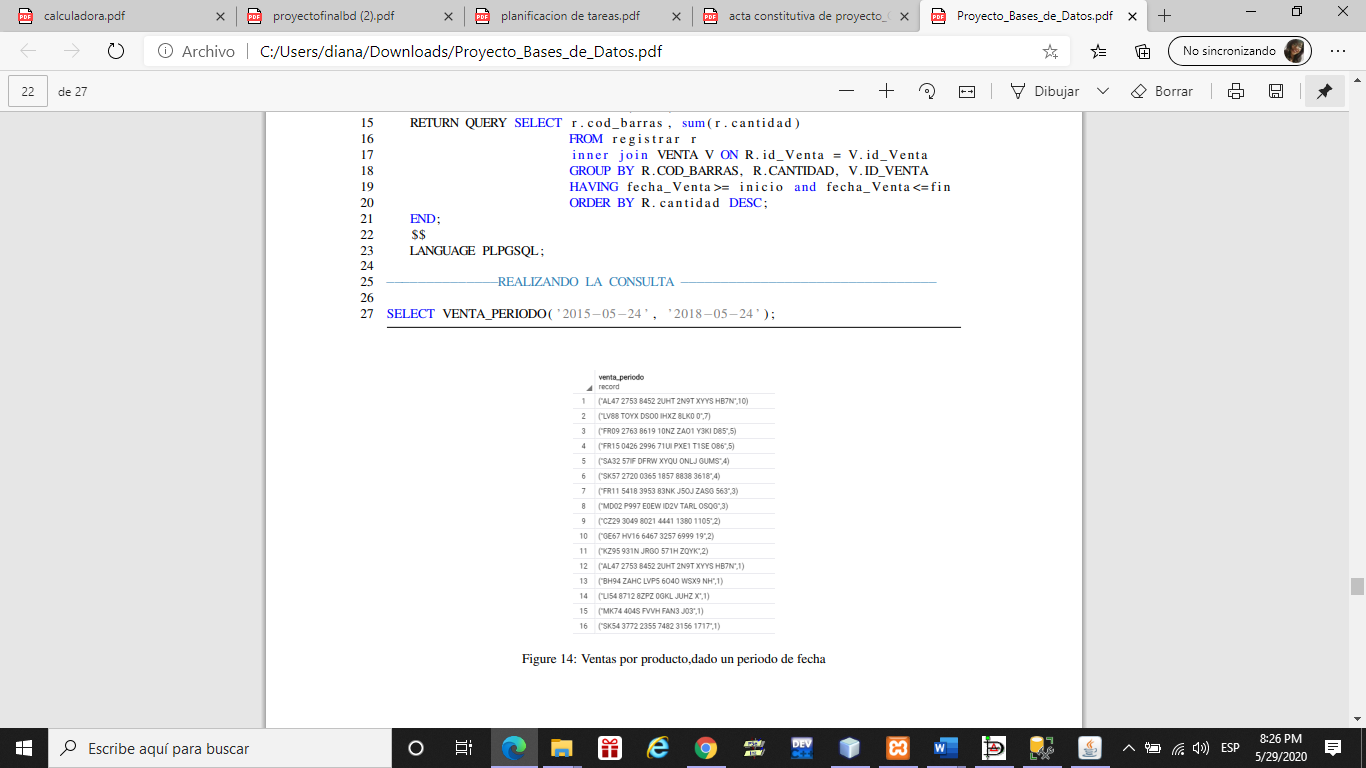 calculadora.pdf
proyectofinalbd (2).pdf
planificacion de tareas.pdf
acta constitutiva de proyecto_
Proyecto_Bases_de_Datos.pdf
Archivo
C:/Users/diana/Downloads/Proyecto_Bases_de_Datos.pdf
No sincronizando
22 de 27
Dibujar
Borrar
15 RETURN QUERY SELECT r.cod_barras, sum(r.cantidad)
16 FROM registrar r
17 inner join VENTA V ON R.id_Venta = V.id_Venta
18 GROUP BY R.COD_BARRAS, R.CANTIDAD, V.ID_VENTA
19 HAVING fecha_Venta>= inicio and fecha_Venta<=fin
20 ORDER BY R.cantidad DESC;
21 END;
22 $$
23 LANGUAGE PLPGSQL;
24
25 ——————REALIZANDO LA CONSULTA ——————————————
26
27 SELECT VENTA_PERIODO('2015−05−24', '2018−05−24');
venta_periodo
record
1 ("AL47 2753 8452 2UHT 2N9T XYYS HB7N",10)
2 ("LV88 TOYX DSO0 IHXZ 8LK0 0",7)
3 ("FR09 2763 8619 10NZ ZAO1 Y3KI D85",5)
4 ("FR15 0426 2996 71UI PXE1 T1SE O86",5)
5 ("SA32 57IF DFRW XYQU ONLJ GUMS",4)
6 ("SK57 2720 0365 1857 8838 3618",4)
7 ("FR11 5418 3953 83NK J5OJ ZASG 563",3)
8 ("MD02 P997 E0EW ID2V TARL OSQG",3)
9 ("CZ29 3049 8021 4441 1380 1105",2)
10 ("GE67 HV16 6467 3257 6999 19",2)
11 ("KZ95 931N JRGO 571H ZQYK",2)
12 ("AL47 2753 8452 2UHT 2N9T XYYS HB7N",1)
13 ("BH94 ZAHC LVP5 6O4O WSX9 NH",1)
14 ("LI54 8712 8ZPZ 0GKL JUHZ X",1)
15 ("MK74 404S FVVH FAN3 J03",1)
16 ("SK54 3772 2355 7482 3156 1717",1)
Figure 14: Ventas por producto,dado un periodo de fecha
Escribe aquí para buscar
DEV
ESP
8:26 PM
5/29/2020